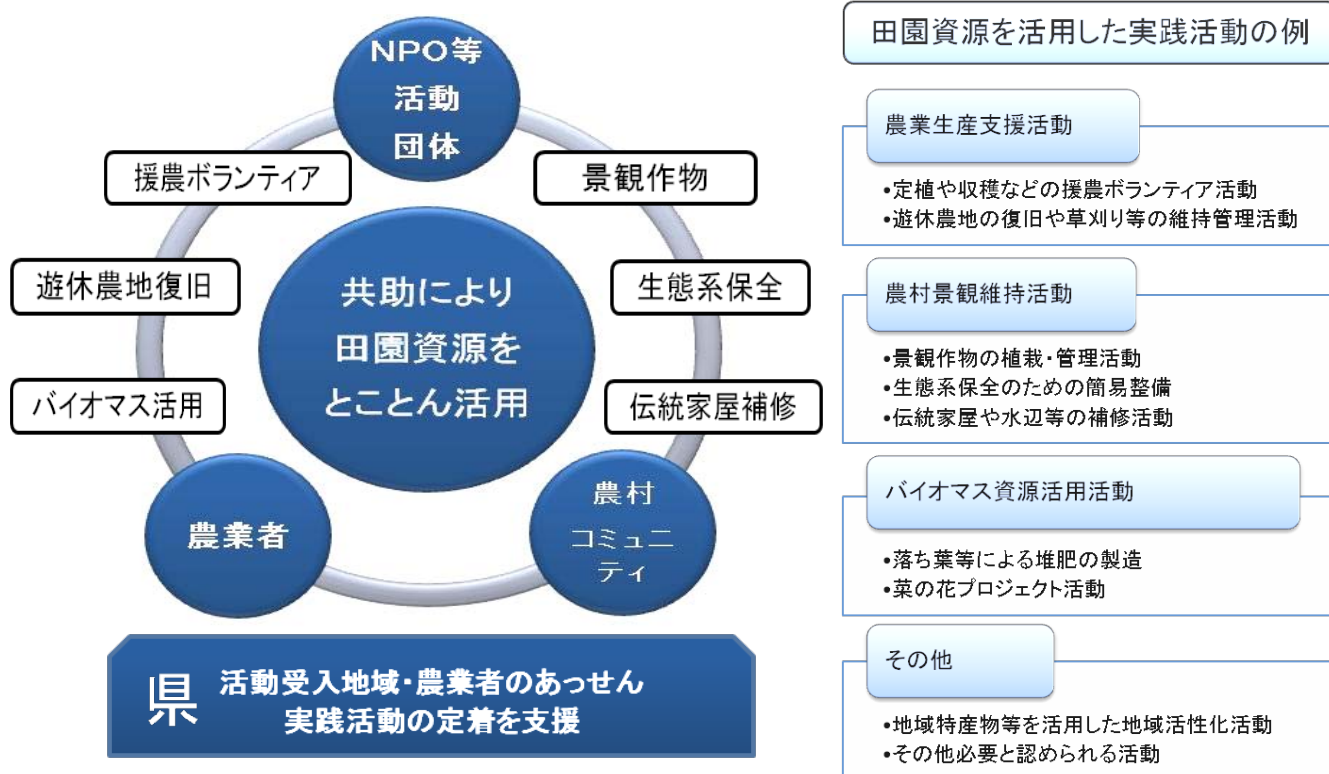 NPO等
活動
団体
援農ボランティア
景観作物
遊休農地復旧
生態系保全
共助により
田園資源を
とことん活用
バイオマス活用
伝統家屋補修
農業者
農村
コミュニ
ティ
県
活動受入地域・農業者のあっせん
実践活動の定着を支援
田園資源を活用した実践活動の例
農業生産支援活動
•定植や収穫などの援農ボランティア活動
•遊休農地の復旧や草刈り等の維持管理活動
農村景観維持活動
•景観作物の植栽・管理活動
•生態系保全のための簡易整備
•伝統家屋や水辺等の補修活動
バイオマス資源活用活動
•落ち葉等による堆肥の製造
•菜の花プロジェクト活動
その他
•地域特産物等を活用した地域活性化活動
•その他必要と認められる活動